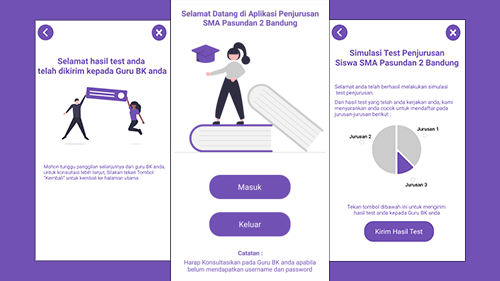 Selamat hasil test anda
telah dikirim kepada Guru BK anda
Mohon tunggu panggilan selanjutnya dari guru BK anda,
untuk konsultasi lebih lanjut, Silakan tekan Tombol
"Kembali" untuk kembali ke halaman utama
Selamat Datang di Aplikasi Penjurusan
SMA Pasundan 2 Bandung
Masuk
Keluar
Catatan :
Harap Konsultasikan pada Guru BK anda apabila
belum mendapatkan username dan password
Simulasi Test Penjurusan
Siswa SMA Pasundan 2 Bandung
Selamat anda telah berhasil melakukan simulasi
test penjurusan.
Dari hasil test yang telah anda kerjakan anda, kami
menyarankan anda cocok untuk mendaftar pada
jurusan-jurusan berikut :
Jurusan 1
Jurusan 2
Jurusan 3
Tekan tombol dibawah ini untuk mengirim
hasil test anda kepada Guru BK anda
Kirim Hasil Test